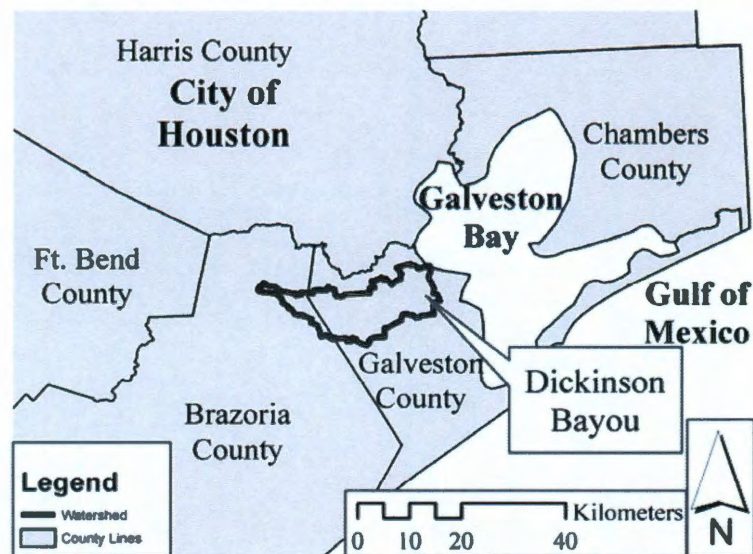 Harris County
City of
Houston
Chambers
County
Galveston
Bay
Ft. Bend
County
Gulf of
Mexico
Galveston
County
Dickinson
Bayou
Brazoria
County
Legend
Watershed
County Lines
Kilometers
0 10 20 40
N